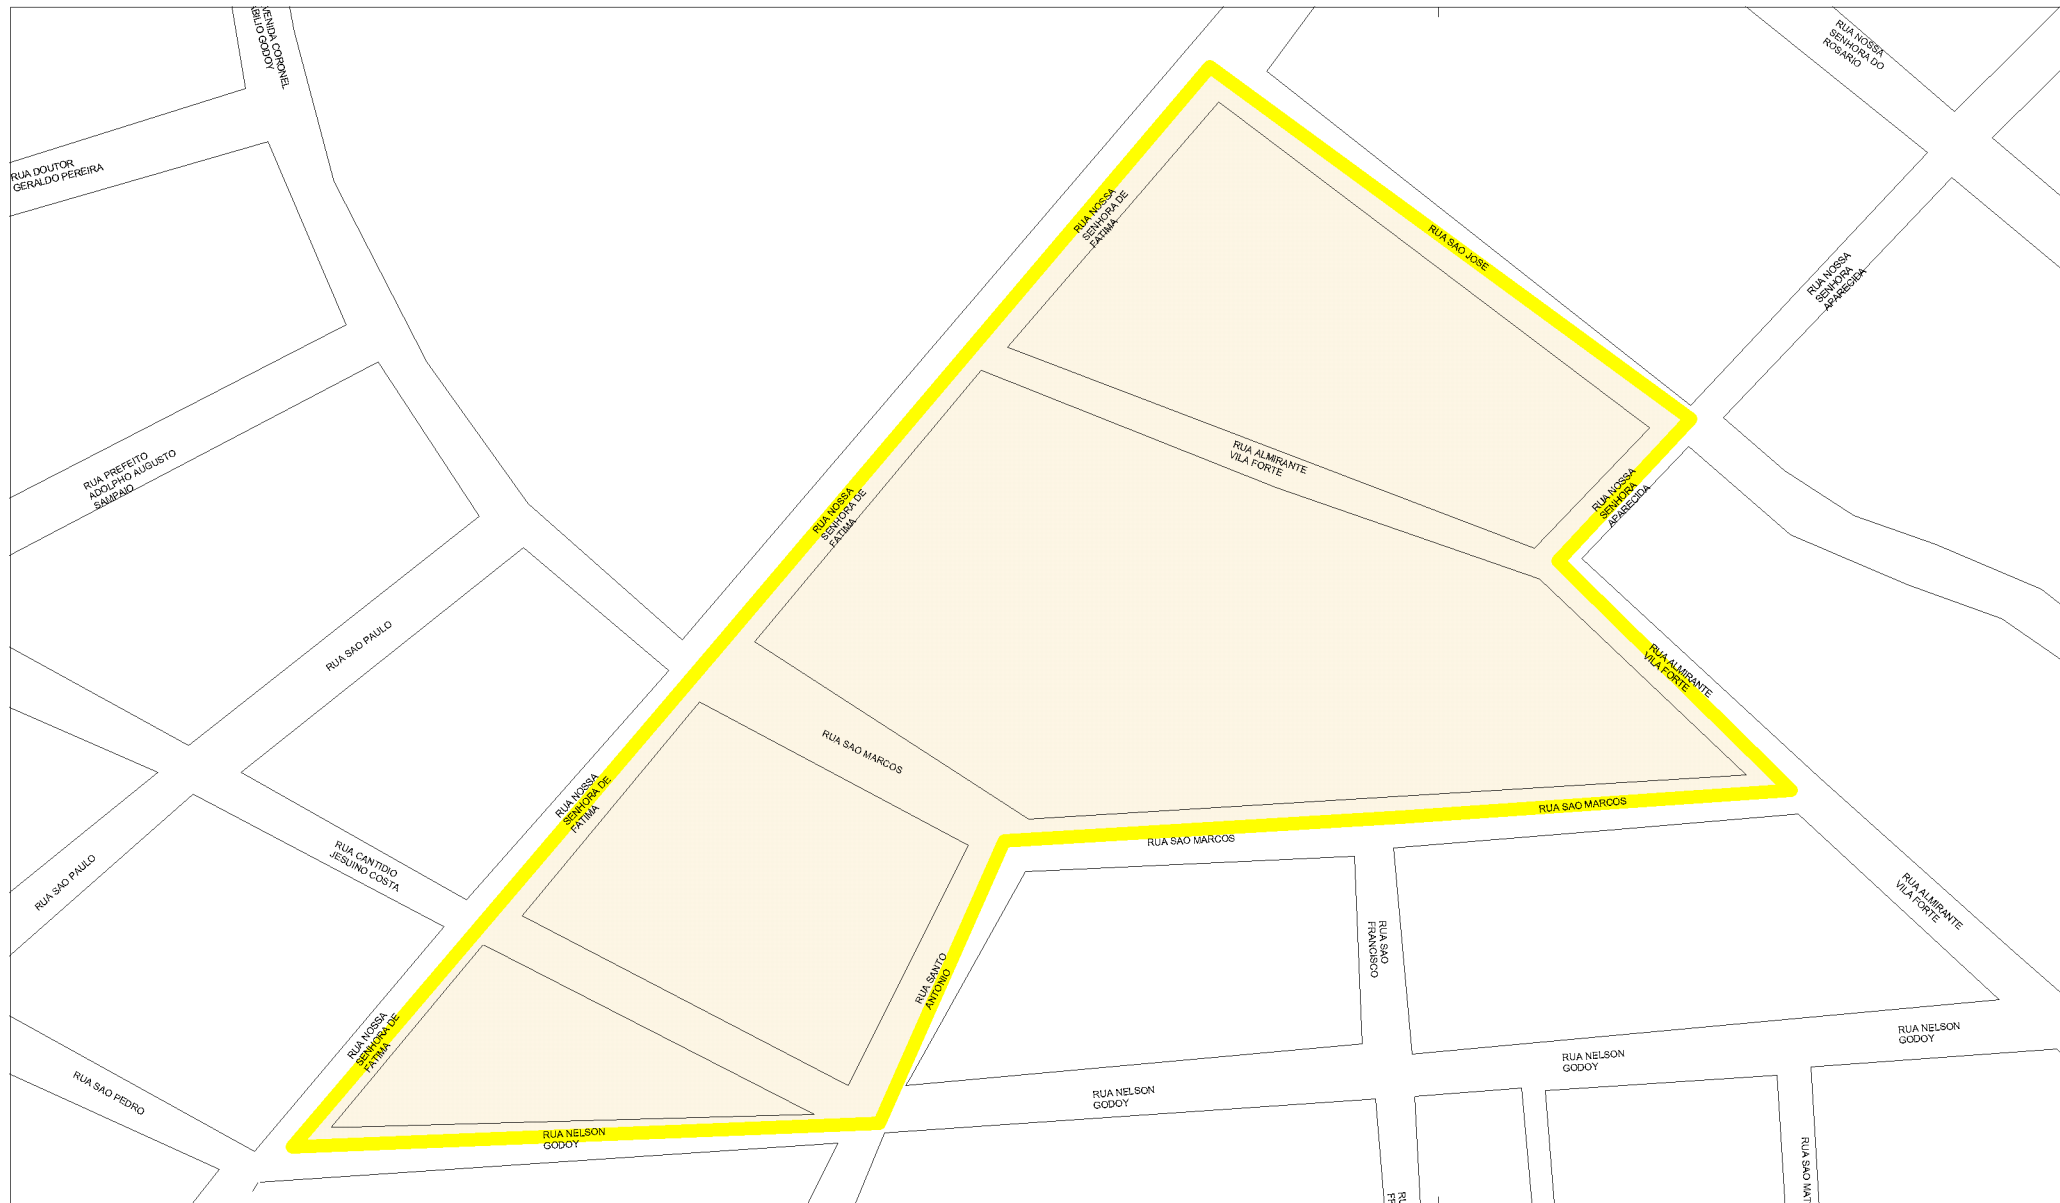 AVENIDA CORONEL
ABILIO GODOY
RUA NOSSA
SENHORA DO
ROSARIO
RUA DOUTOR
GERALDO PEREIRA
RUA NOSSA
SENHORA DE
FATIMA
RUA SAO JOSE
RUA NOSSA
SENHORA
APARECIDA
RUA PREFEITO
ADOLPHO AUGUSTO
SAMPAIO
RUA ALMIRANTE
VILA FORTE
RUA NOSSA
SENHORA DE
FATIMA
RUA NOSSA
SENHORA
APARECIDA
RUA SAO PAULO
RUA ALMIRANTE
VILA FORTE
RUA SAO MARCOS
RUA NOSSA
SENHORA DE
FATIMA
RUA SAO MARCOS
RUA SAO MARCOS
RUA CANTIDIO
JESUINO COSTA
RUA SAO PAULO
RUA ALMIRANTE
VILA FORTE
RUA SAO
FRANCISCO
RUA SANTO
ANTONIO
RUA NOSSA
SENHORA DE
FATIMA
RUA NELSON
GODOY
RUA NELSON
GODOY
RUA SAO PEDRO
RUA NELSON
GODOY
RUA NELSON
GODOY
RUA SAO MAT